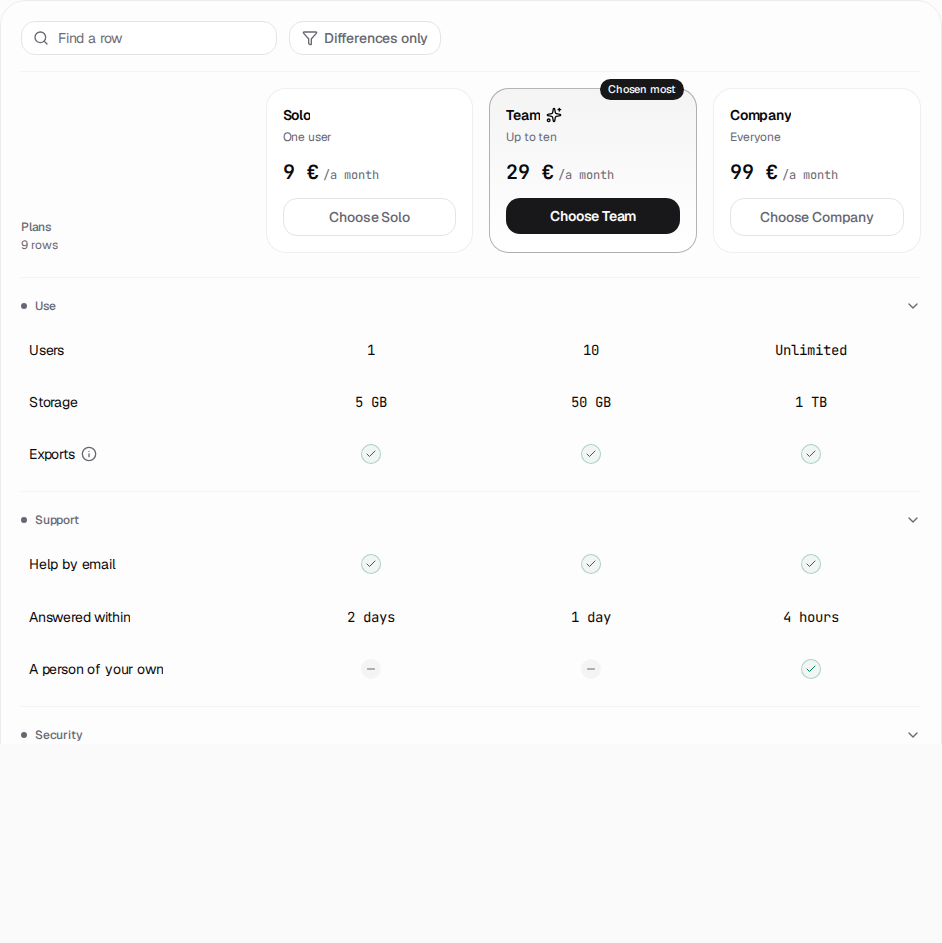 Find a row
Differences only
Chosen most
Solo
One user
9 € /a month
Choose Solo
Team
Up to ten
29 € /a month
Choose Team
Company
Everyone
99 € /a month
Choose Company
Plans
9 rows
Use
Users 1 10 Unlimited
Storage 5 GB 50 GB 1 TB
Exports
Support
Help by email
Answered within 2 days 1 day 4 hours
A person of your own
Security